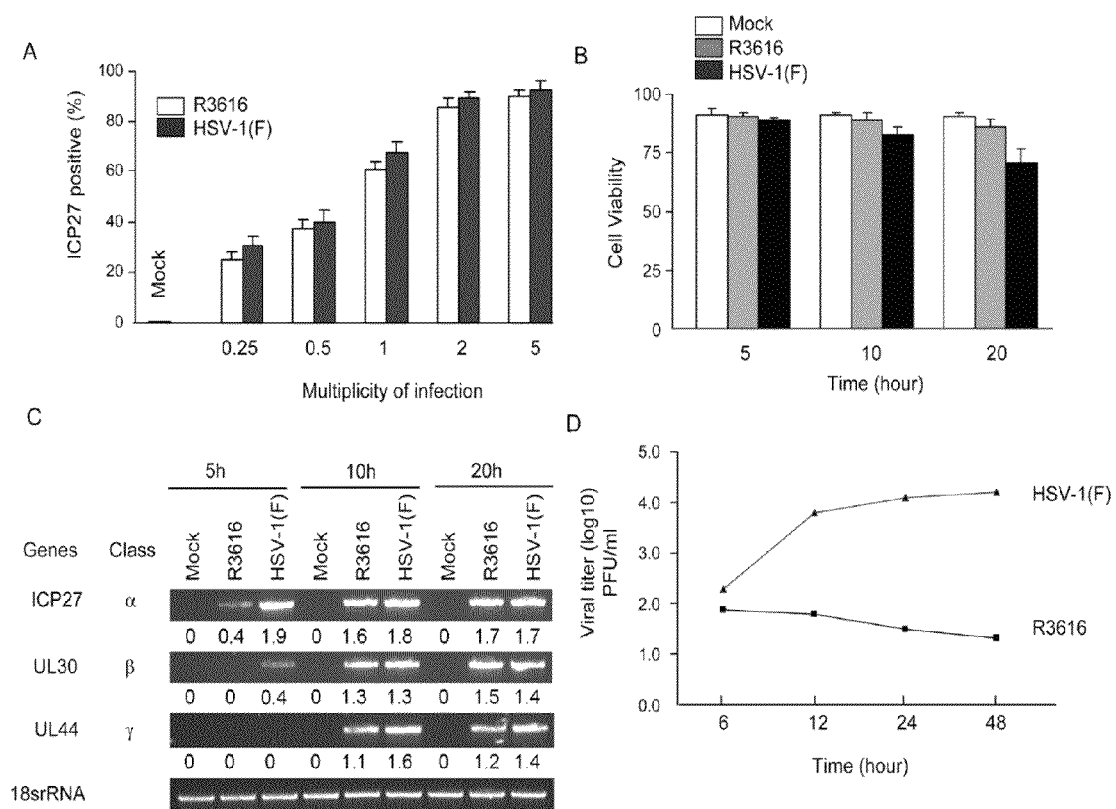 A
R3616
HSV-1(F)
ICP27 positive (%)
100
80
60
40
20
0
Mock
0.25 0.5 1 2 5
Multiplicity of infection
B
Mock
R3616
HSV-1(F)
Cell Viability
100
75
50
25
0
5 10 20
Time (hour)
C
5h 10h 20h
Genes Class Mock R3616 HSV-1(F) Mock R3616 HSV-1(F) Mock R3616 HSV-1(F)
ICP27 α
0 0.4 1.9 0 1.6 1.8 0 1.7 1.7
UL30 β
0 0 0.4 0 1.3 1.3 0 1.5 1.4
UL44 γ
0 0 0 0 1.1 1.6 0 1.2 1.4
18srRNA
D
Viral titer (log10)
PFU/ml
5.0
4.0
3.0
2.0
1.0
0.0
HSV-1(F)
R3616
6 12 24 48
Time (hour)